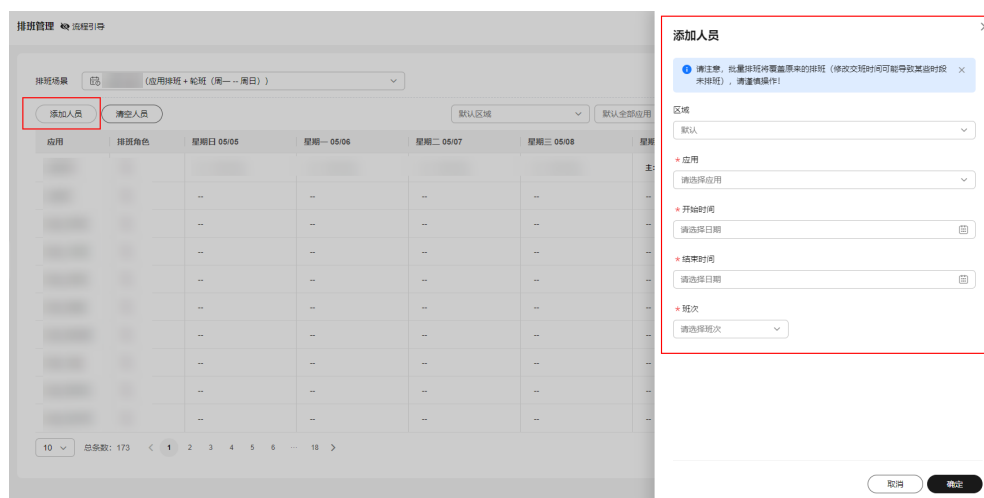 排班管理 流程引导
排班场景 (应用排班 + 轮班（周一 -- 周日）)
添加人员 清空人员 默认区域 默认全部应用
应用 排班角色 星期日 05/05 星期一 05/06 星期二 05/07 星期三 05/08 星期
主:
-- -- -- -- --
-- -- -- -- --
-- -- -- -- --
-- -- -- -- --
-- -- -- -- --
-- -- -- -- --
-- -- -- -- --
-- -- -- -- --
-- -- -- -- --
10 总条数: 173 < 1 2 3 4 5 6 ··· 18 >
添加人员
请注意，批量排班将覆盖原来的排班（修改交班时间可能导致某些时段
未排班），请谨慎操作！
区域
默认
* 应用
请选择应用
* 开始时间
请选择日期
* 结束时间
请选择日期
* 班次
请选择班次
取消 确定